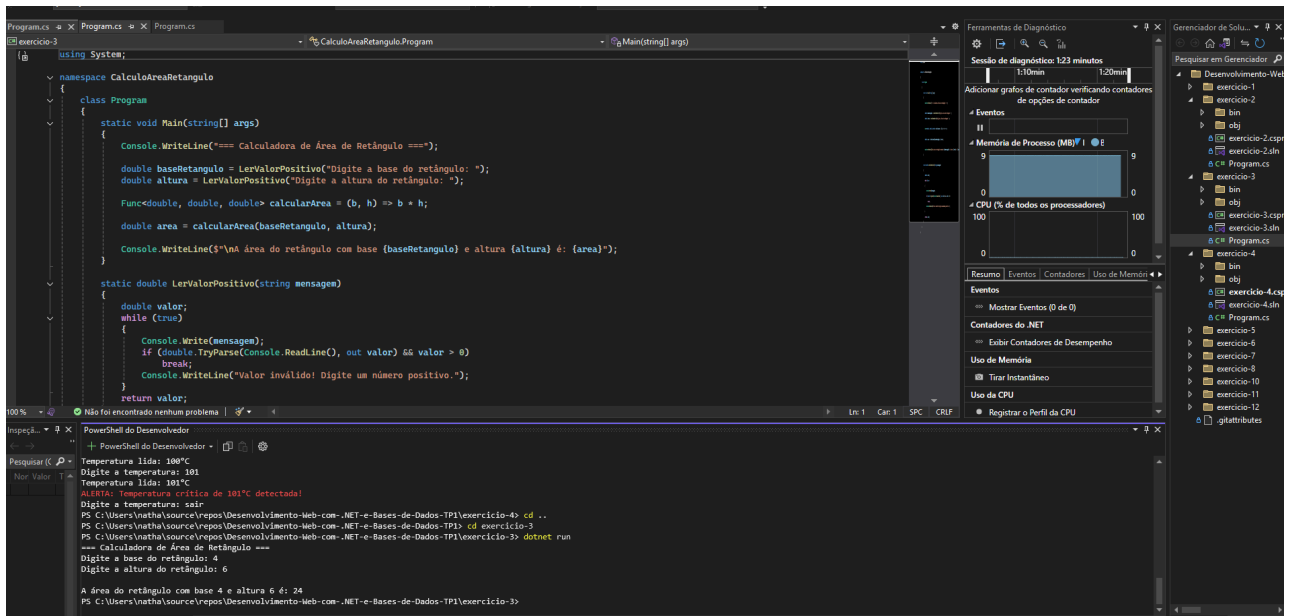 Program.cs
Program.cs
Program.cs
exercicio-3
CalculoAreaRetangulo.Program
Main(string[] args)
using System;
namespace CalculoAreaRetangulo
{
class Program
{
static void Main(string[] args)
{
Console.WriteLine("=== Calculadora de Área de Retângulo ===");
double baseRetangulo = LerValorPositivo("Digite a base do retângulo: ");
double altura = LerValorPositivo("Digite a altura do retângulo: ");
Func<double, double, double> calcularArea = (b, h) => b * h;
double area = calcularArea(baseRetangulo, altura);
Console.WriteLine($"\nA área do retângulo com base {baseRetangulo} e altura {altura} é: {area}");
}
static double LerValorPositivo(string mensagem)
{
double valor;
while (true)
{
Console.Write(mensagem);
if (double.TryParse(Console.ReadLine(), out valor) && valor > 0)
break;
Console.WriteLine("Valor inválido! Digite um número positivo.");
}
return valor;
100 %
Não foi encontrado nenhum problema
Ln: 1 Car: 1 SPC CRLF
Ferramentas de Diagnóstico
Sessão de diagnóstico: 1:23 minutos
1:10min 1:20min
Adicionar grafos de contador verificando contadores
de opções de contador
Eventos
Memória de Processo (MB)
9 9
0 0
CPU (% de todos os processadores)
100 100
0 0
Resumo Eventos Contadores Uso de Memóri
Eventos
Mostrar Eventos (0 de 0)
Contadores do .NET
Exibir Contadores de Desempenho
Uso de Memória
Tirar Instantâneo
Uso da CPU
Registrar o Perfil da CPU
Gerenciador de Solu...
Pesquisar em Gerenciador
Desenvolvimento-Web
exercicio-1
exercicio-2
bin
obj
exercicio-2.cspr
exercicio-2.sln
C# Program.cs
exercicio-3
bin
obj
exercicio-3.cspr
exercicio-3.sln
C# Program.cs
exercicio-4
bin
obj
exercicio-4.csp
exercicio-4.sln
C# Program.cs
exercicio-5
exercicio-6
exercicio-7
exercicio-8
exercicio-10
exercicio-11
exercicio-12
.gitattributes
Inspeçã...
Pesquisar (C
Nor Valor T
PowerShell do Desenvolvedor
+ PowerShell do Desenvolvedor
Temperatura lida: 100°C
Digite a temperatura: 101
Temperatura lida: 101°C
ALERTA: Temperatura crítica de 101°C detectada!
Digite a temperatura: sair
PS C:\Users\natha\source\repos\Desenvolvimento-Web-com-.NET-e-Bases-de-Dados-TP1\exercicio-4> cd ..
PS C:\Users\natha\source\repos\Desenvolvimento-Web-com-.NET-e-Bases-de-Dados-TP1> cd exercicio-3
PS C:\Users\natha\source\repos\Desenvolvimento-Web-com-.NET-e-Bases-de-Dados-TP1\exercicio-3> dotnet run
=== Calculadora de Área de Retângulo ===
Digite a base do retângulo: 4
Digite a altura do retângulo: 6
A área do retângulo com base 4 e altura 6 é: 24
PS C:\Users\natha\source\repos\Desenvolvimento-Web-com-.NET-e-Bases-de-Dados-TP1\exercicio-3>